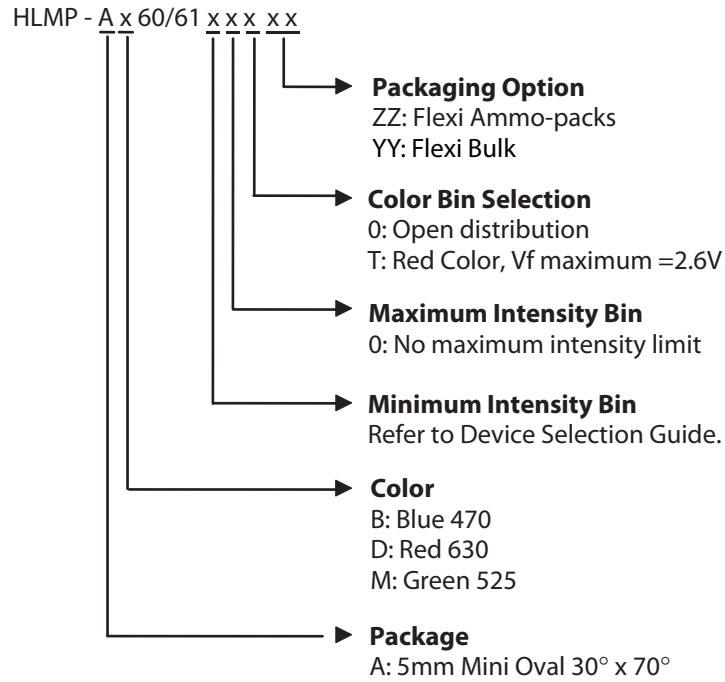 HLMP - A x 60/61 x x x x x
Packaging Option
ZZ: Flexi Ammo-packs
YY: Flexi Bulk
Color Bin Selection
0: Open distribution
T: Red Color, Vf maximum =2.6V
Maximum Intensity Bin
0: No maximum intensity limit
Minimum Intensity Bin
Refer to Device Selection Guide.
Color
B: Blue 470
D: Red 630
M: Green 525
Package
A: 5mm Mini Oval 30° x 70°